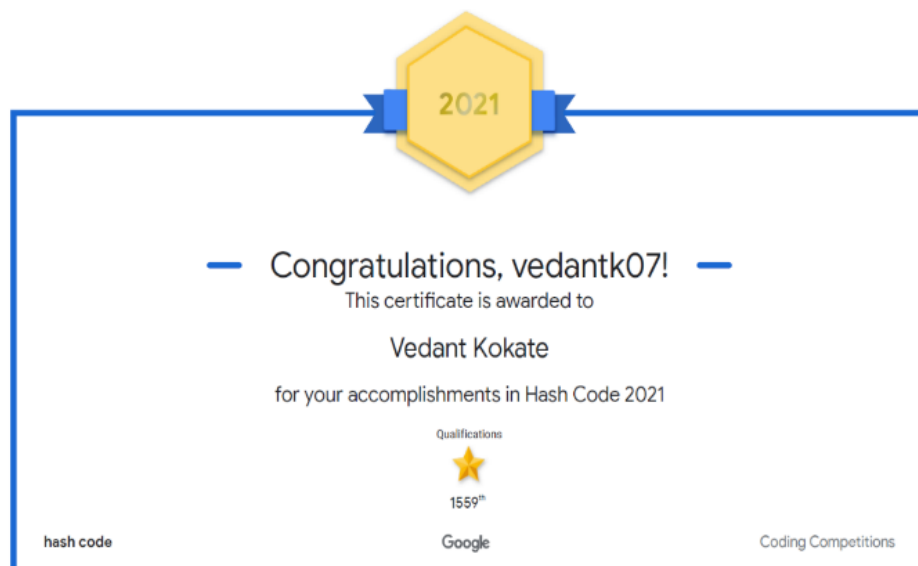 2021
Congratulations, vedantk07!
This certificate is awarded to
Vedant Kokate
for your accomplishments in Hash Code 2021
Qualifications
1559th
hash code
Google
Coding Competitions